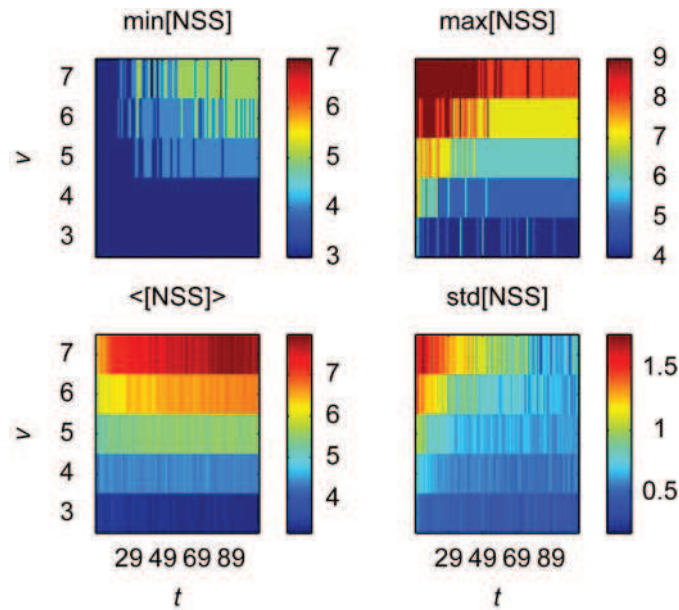 min[NSS] max[NSS]
7 7 9
6 6 8
v 5 5 7
4 4 6
3 3 5
4
<[NSS]> std[NSS]
7 7 1.5
6 6
v 5 5 1
4 4 0.5
3
29 49 69 89 29 49 69 89
t t